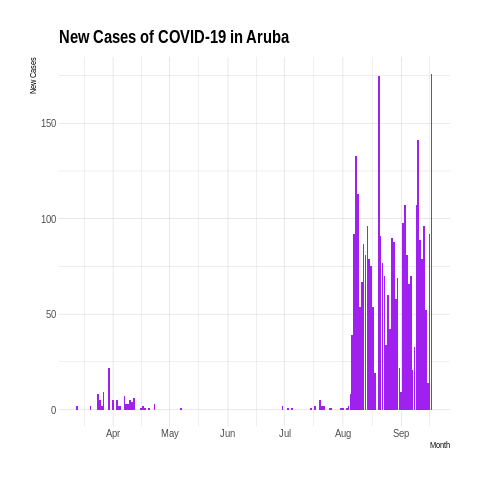 New Cases of COVID-19 in Aruba
New Cases
150
100
50
0
Apr May Jun Jul Aug Sep
Month